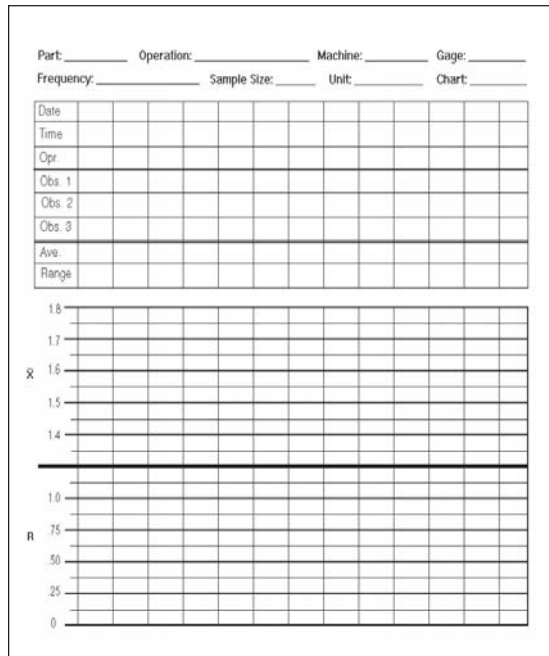 Part: Operation: Machine: Gage:
Frequency: Sample Size: Unit: Chart:
Date
Time
Opr.
Obs. 1
Obs. 2
Obs. 3
Ave.
Range
1.8
1.7
X 1.6
1.5
1.4
1.0
R .75
.50
.25
0